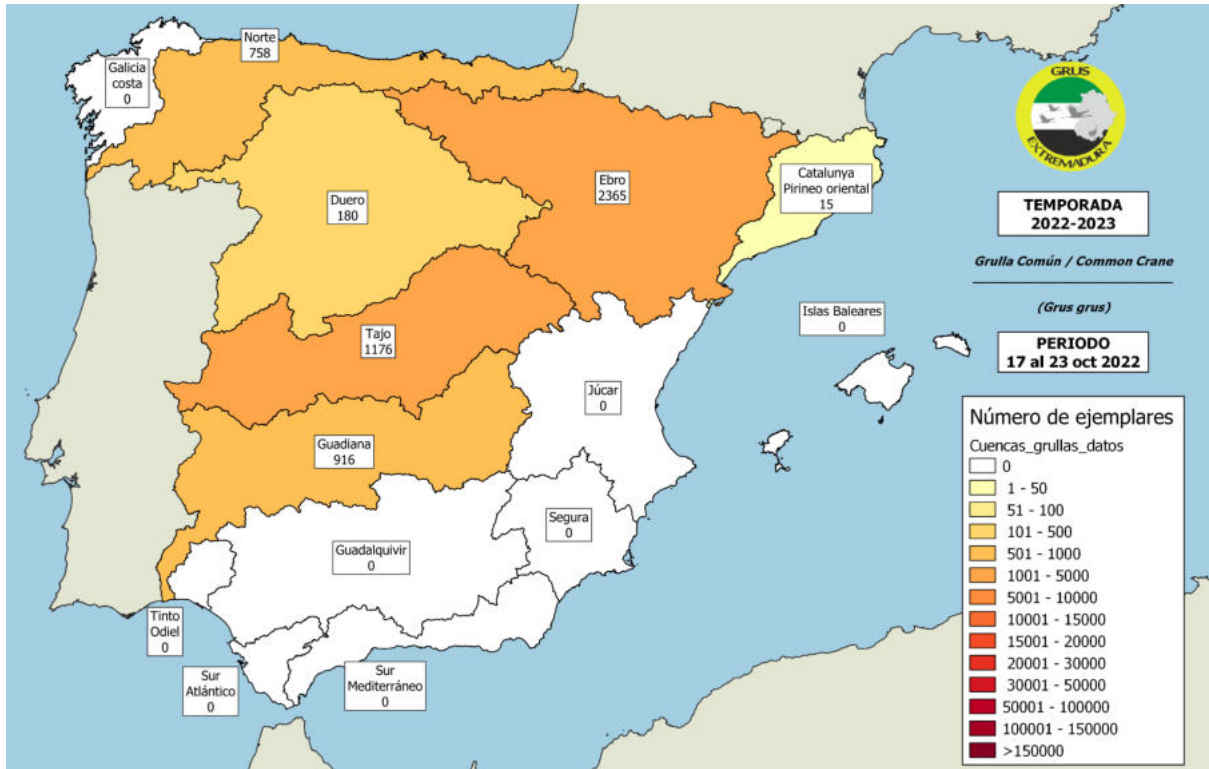 Norte
758
Galicia
costa
0
Duero
180
Ebro
2365
Catalunya
Pirineo oriental
15
Tajo
1176
Islas Baleares
0
Júcar
0
Guadiana
916
Segura
0
Guadalquivir
0
Tinto
Odiel
0
Sur
Atlántico
0
Sur
Mediterráneo
0
GRUS
EXTREMADURA
TEMPORADA
2022-2023
Grulla Común / Common Crane
(Grus grus)
PERIODO
17 al 23 oct 2022
Número de ejemplares
Cuencas_grullas_datos
0
1 - 50
51 - 100
101 - 500
501 - 1000
1001 - 5000
5001 - 10000
10001 - 15000
15001 - 20000
20001 - 30000
30001 - 50000
50001 - 100000
100001 - 150000
>150000